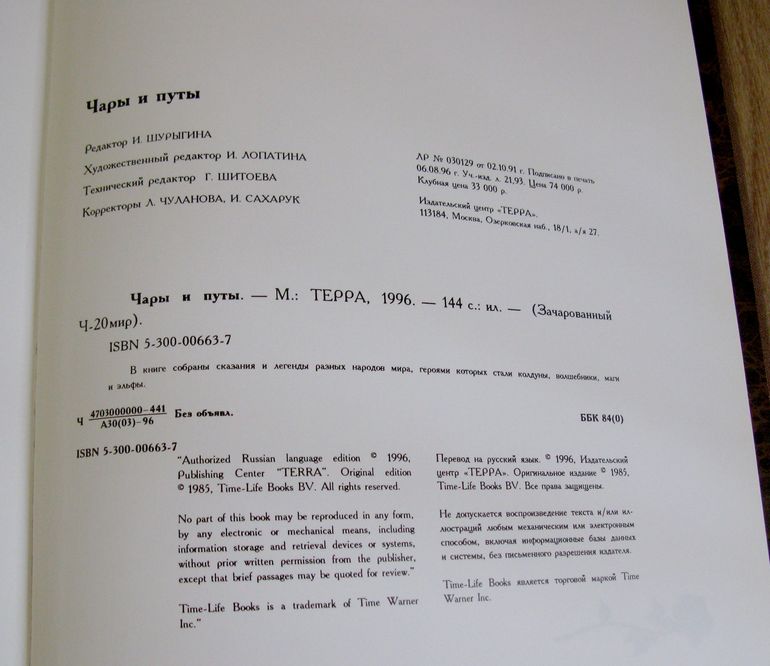 Чары и путы
Редактор И. ШУРЫГИНА
Художественный редактор И. ЛОПАТИНА
Технический редактор Г. ШИТОЕВА
Корректоры Л. ЧУЛАНОВА, И. САХАРУК
ЛР № 030129 от 02.10.91 г. Подписано в печать
06.08.96 г. Уч.-изд. л. 21,93. Цена 74 000 р.
Клубная цена 33 000 р.
Издательский центр «ТЕРРА».
113184, Москва, Озерковская наб., 18/1, а/я 27.
Чары и путы. — М.: ТЕРРА, 1996. — 144 с.: ил. — (Зачарованный
Ч-20мир).
ISBN 5-300-00663-7
В книге собраны сказания и легенды разных народов мира, героями которых стали колдуны, волшебники, маги
и эльфы.
Ч 4703000000-441
А30(03)-96 Без объявл.
ББК 84(0)
ISBN 5-300-00663-7
"Authorized Russian language edition © 1996,
Publishing Center "TERRA". Original edition
© 1985, Time-Life Books BV. All rights reserved.
No part of this book may be reproduced in any form,
by any electronic or mechanical means, including
information storage and retrieval devices or systems,
without prior written permission from the publisher,
except that brief passages may be quoted for review."
Time-Life Books is a trademark of Time Warner
Inc."
Перевод на русский язык. © 1996, Издательский
центр «ТЕРРА». Оригинальное издание © 1985,
Time-Life Books BV. Все права защищены.
Не допускается воспроизведение текста и/или ил-
люстраций любым механическим или электронным
способом, включая информационные базы данных
и системы, без письменного разрешения издателя.
Time-Life Books является торговой маркой Time
Warner Inc.